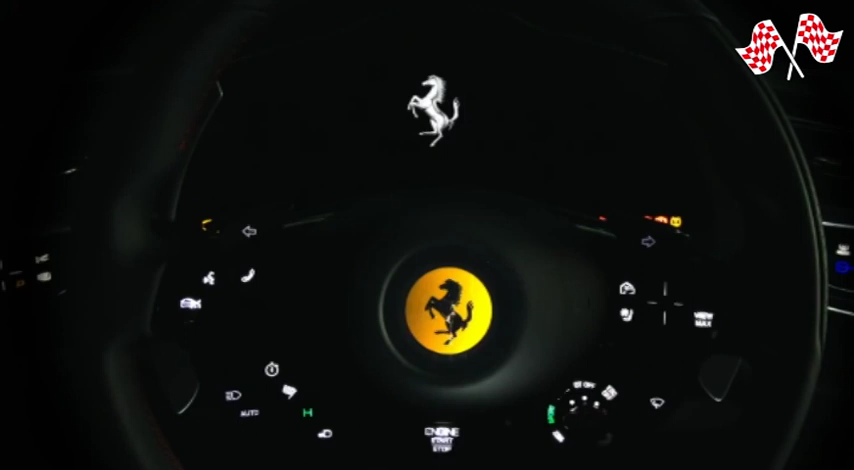 VIEW
MAX
AUTO
H
ENGINE
START
STOP